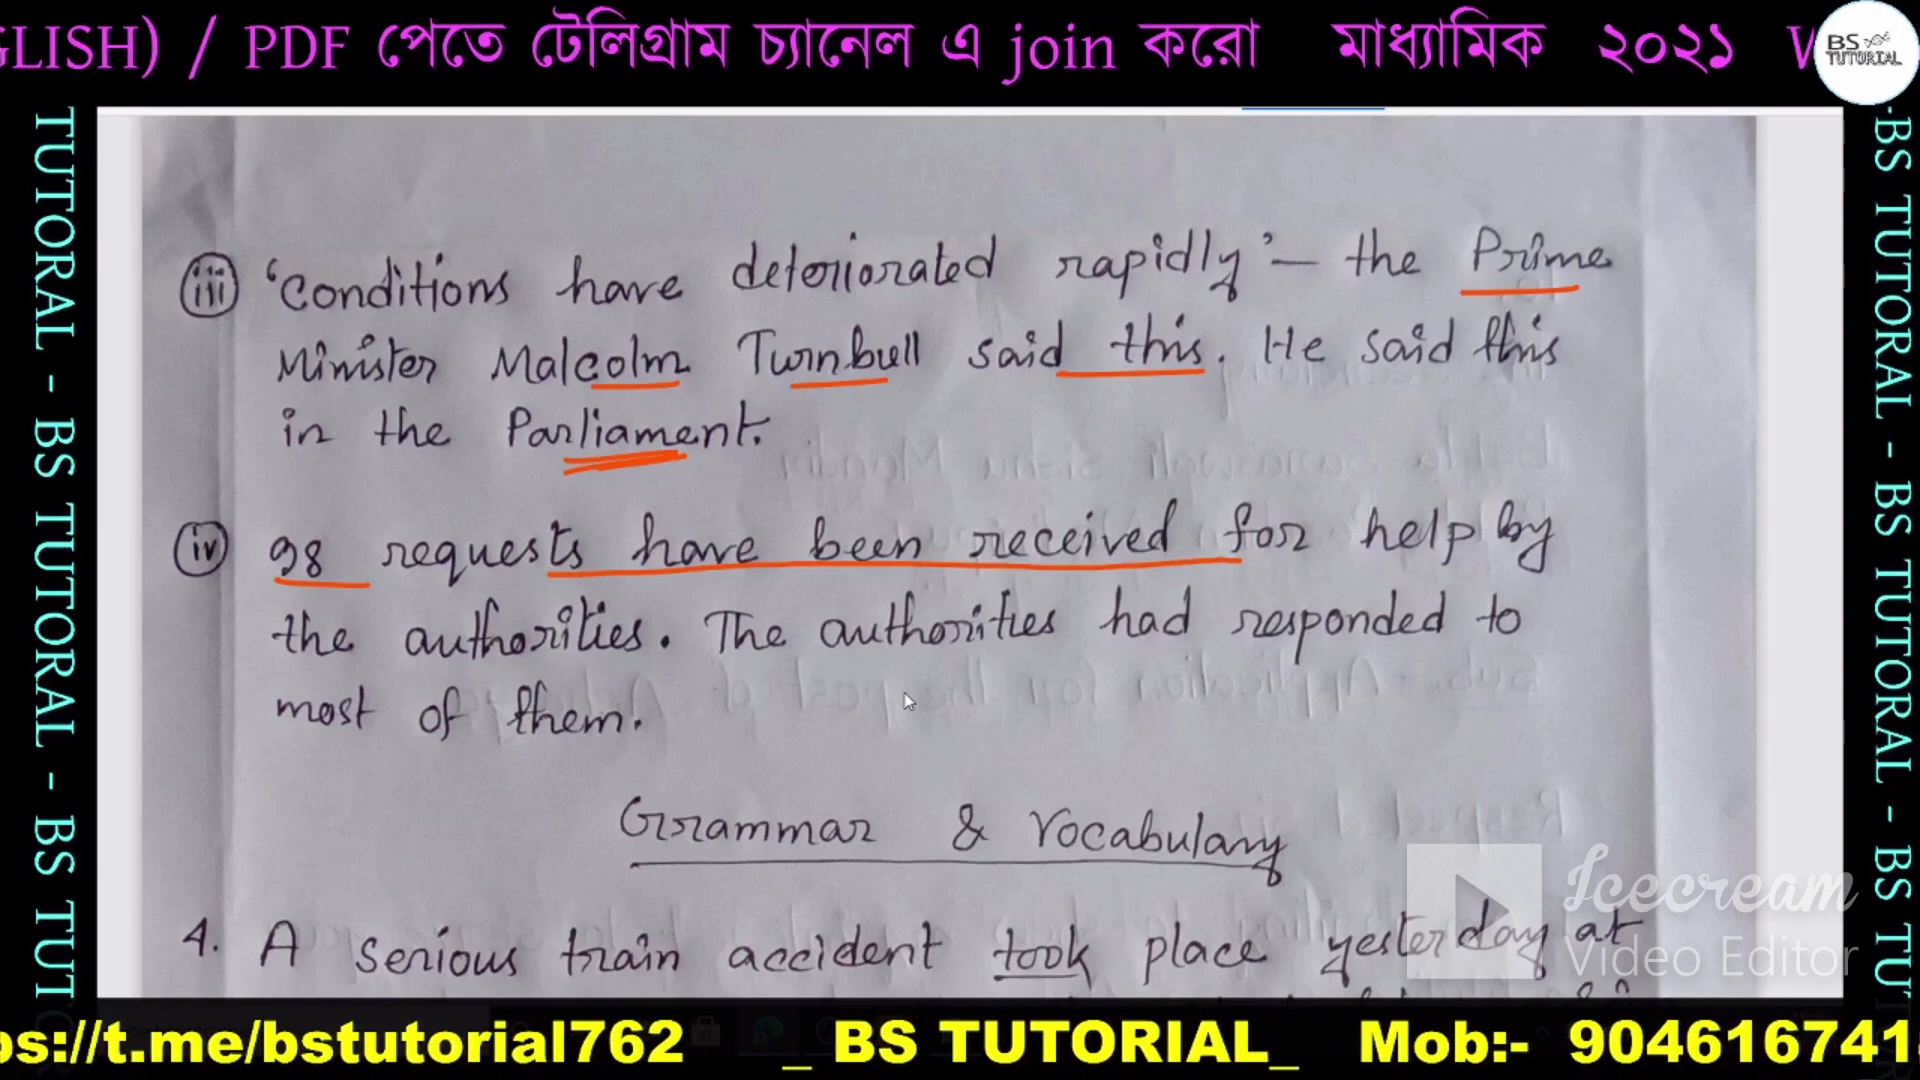 GLISH) / PDF পেতে টেলিগ্রাম চ্যানেল এ join করো মাধ্যামিক ২০২১ V
BS
TUTORIAL
TUTORAL - BS TUTORAL - BS TUT
-BS TUTORAL - BS TUTORAL - BS TUT
(iii) 'Conditions have deteriorated rapidly' - the Prime
Minister Malcolm Turnbull said this. He said this
in the Parliament.
(iv) 98 requests have been received for help by
the authorities. The authorities had responded to
most of them.
Grammar & Vocabulary
4. A serious train accident took place yesterday at
Icecream
Video Editor
ps://t.me/bstutorial762 _ BS TUTORIAL_ Mob:- 904616741